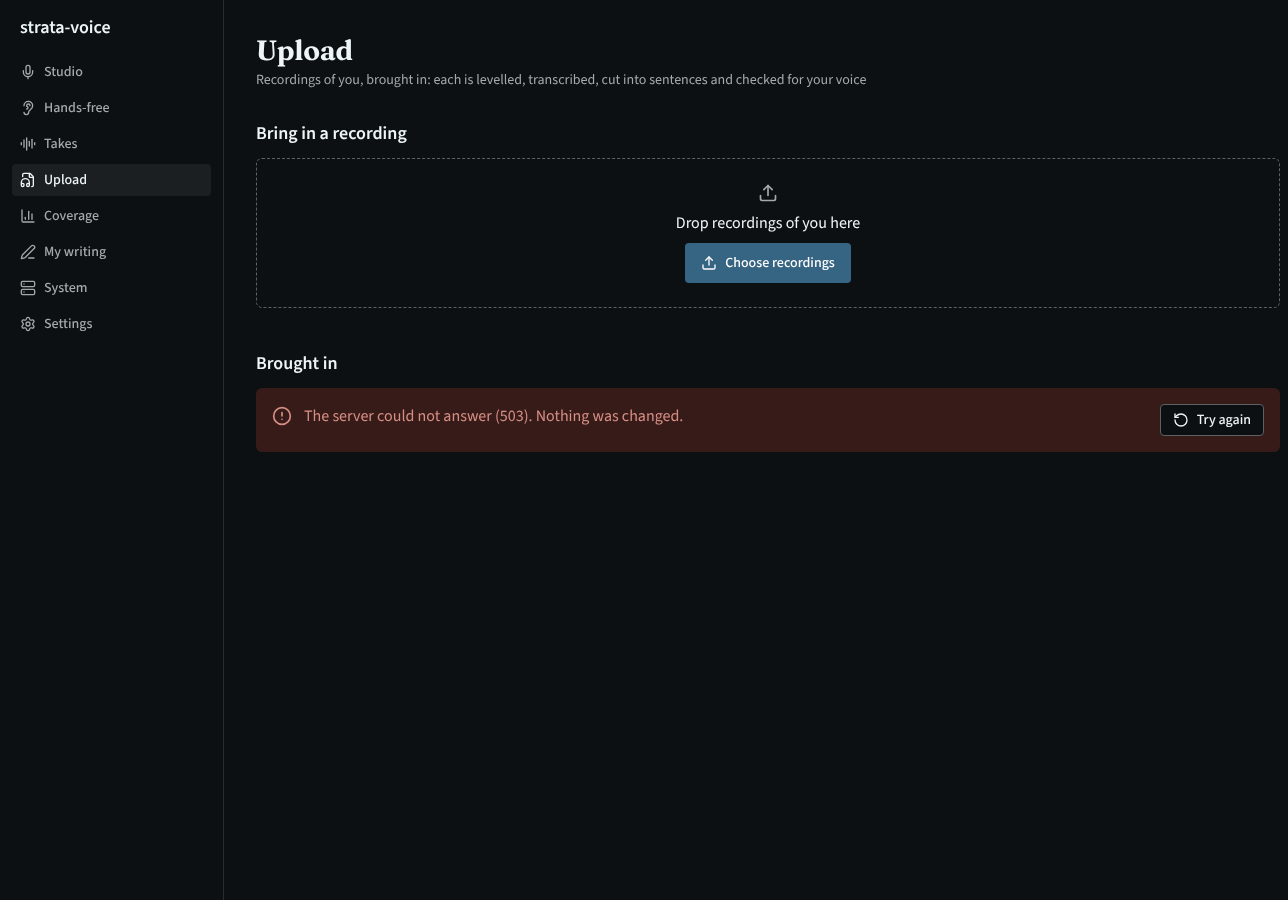 strata-voice
Studio
Hands-free
Takes
Upload
Coverage
My writing
System
Settings
Upload
Recordings of you, brought in: each is levelled, transcribed, cut into sentences and checked for your voice
Bring in a recording
Drop recordings of you here
Choose recordings
Brought in
The server could not answer (503). Nothing was changed.
Try again